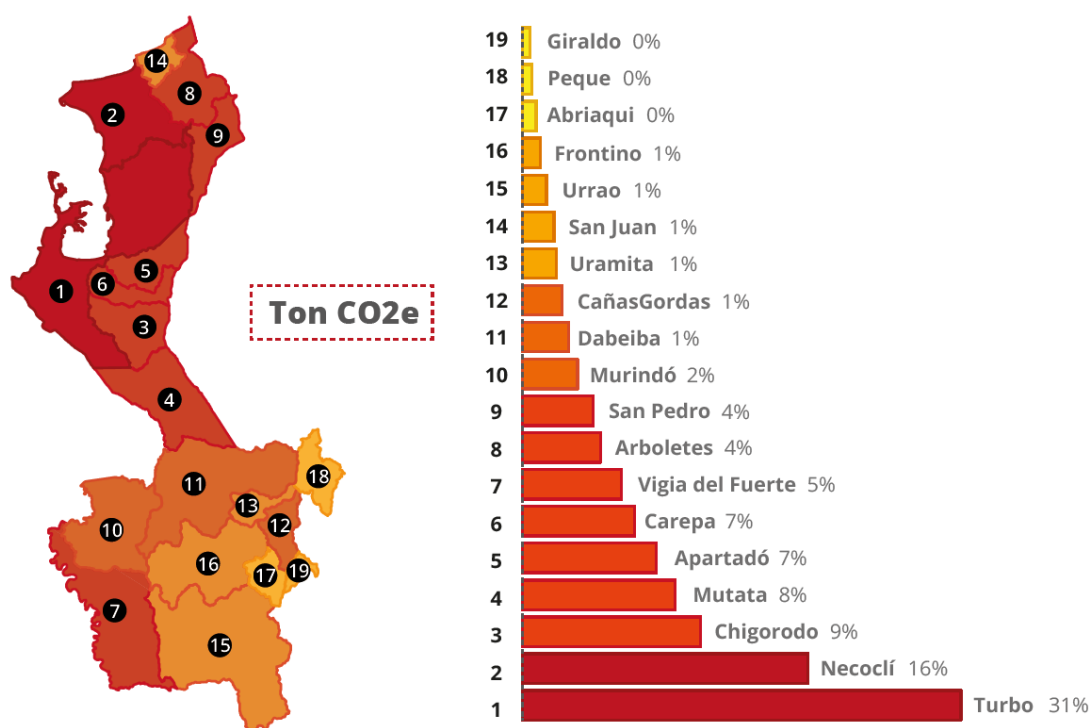 14
8
2
9
5
6
1
3
4
11
18
13
12
10
16
17
19
7
15
Ton CO2e
19 Giraldo 0%
18 Peque 0%
17 Abriaqui 0%
16 Frontino 1%
15 Urrao 1%
14 San Juan 1%
13 Uramita 1%
12 CañasGordas 1%
11 Dabeiba 1%
10 Murindó 2%
9 San Pedro 4%
8 Arboletes 4%
7 Vigia del Fuerte 5%
6 Carepa 7%
5 Apartadó 7%
4 Mutata 8%
3 Chigorodo 9%
2 Necoclí 16%
1 Turbo 31%